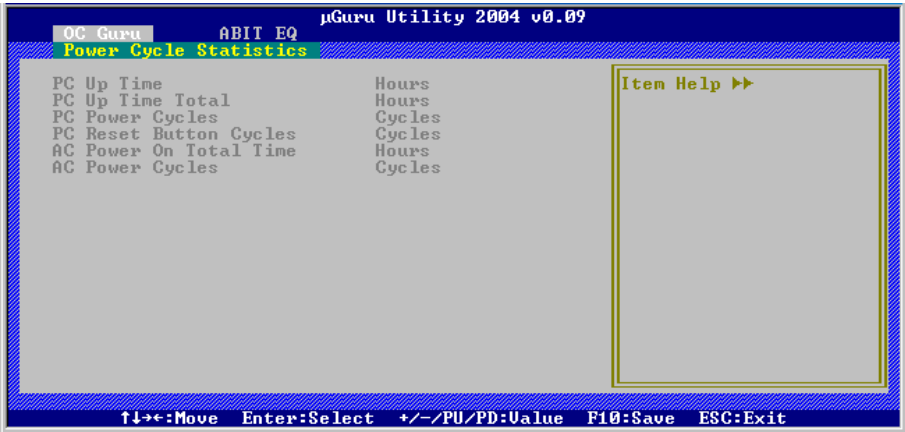 µGuru Utility 2004 v0.09
OC Guru ABIT EQ
Power Cycle Statistics
PC Up Time Hours
PC Up Time Total Hours
PC Power Cycles Cycles
PC Reset Button Cycles Cycles
AC Power On Total Time Hours
AC Power Cycles Cycles
Item Help ►►
↑↓→←:Move Enter:Select +/-/PU/PD:Value F10:Save ESC:Exit